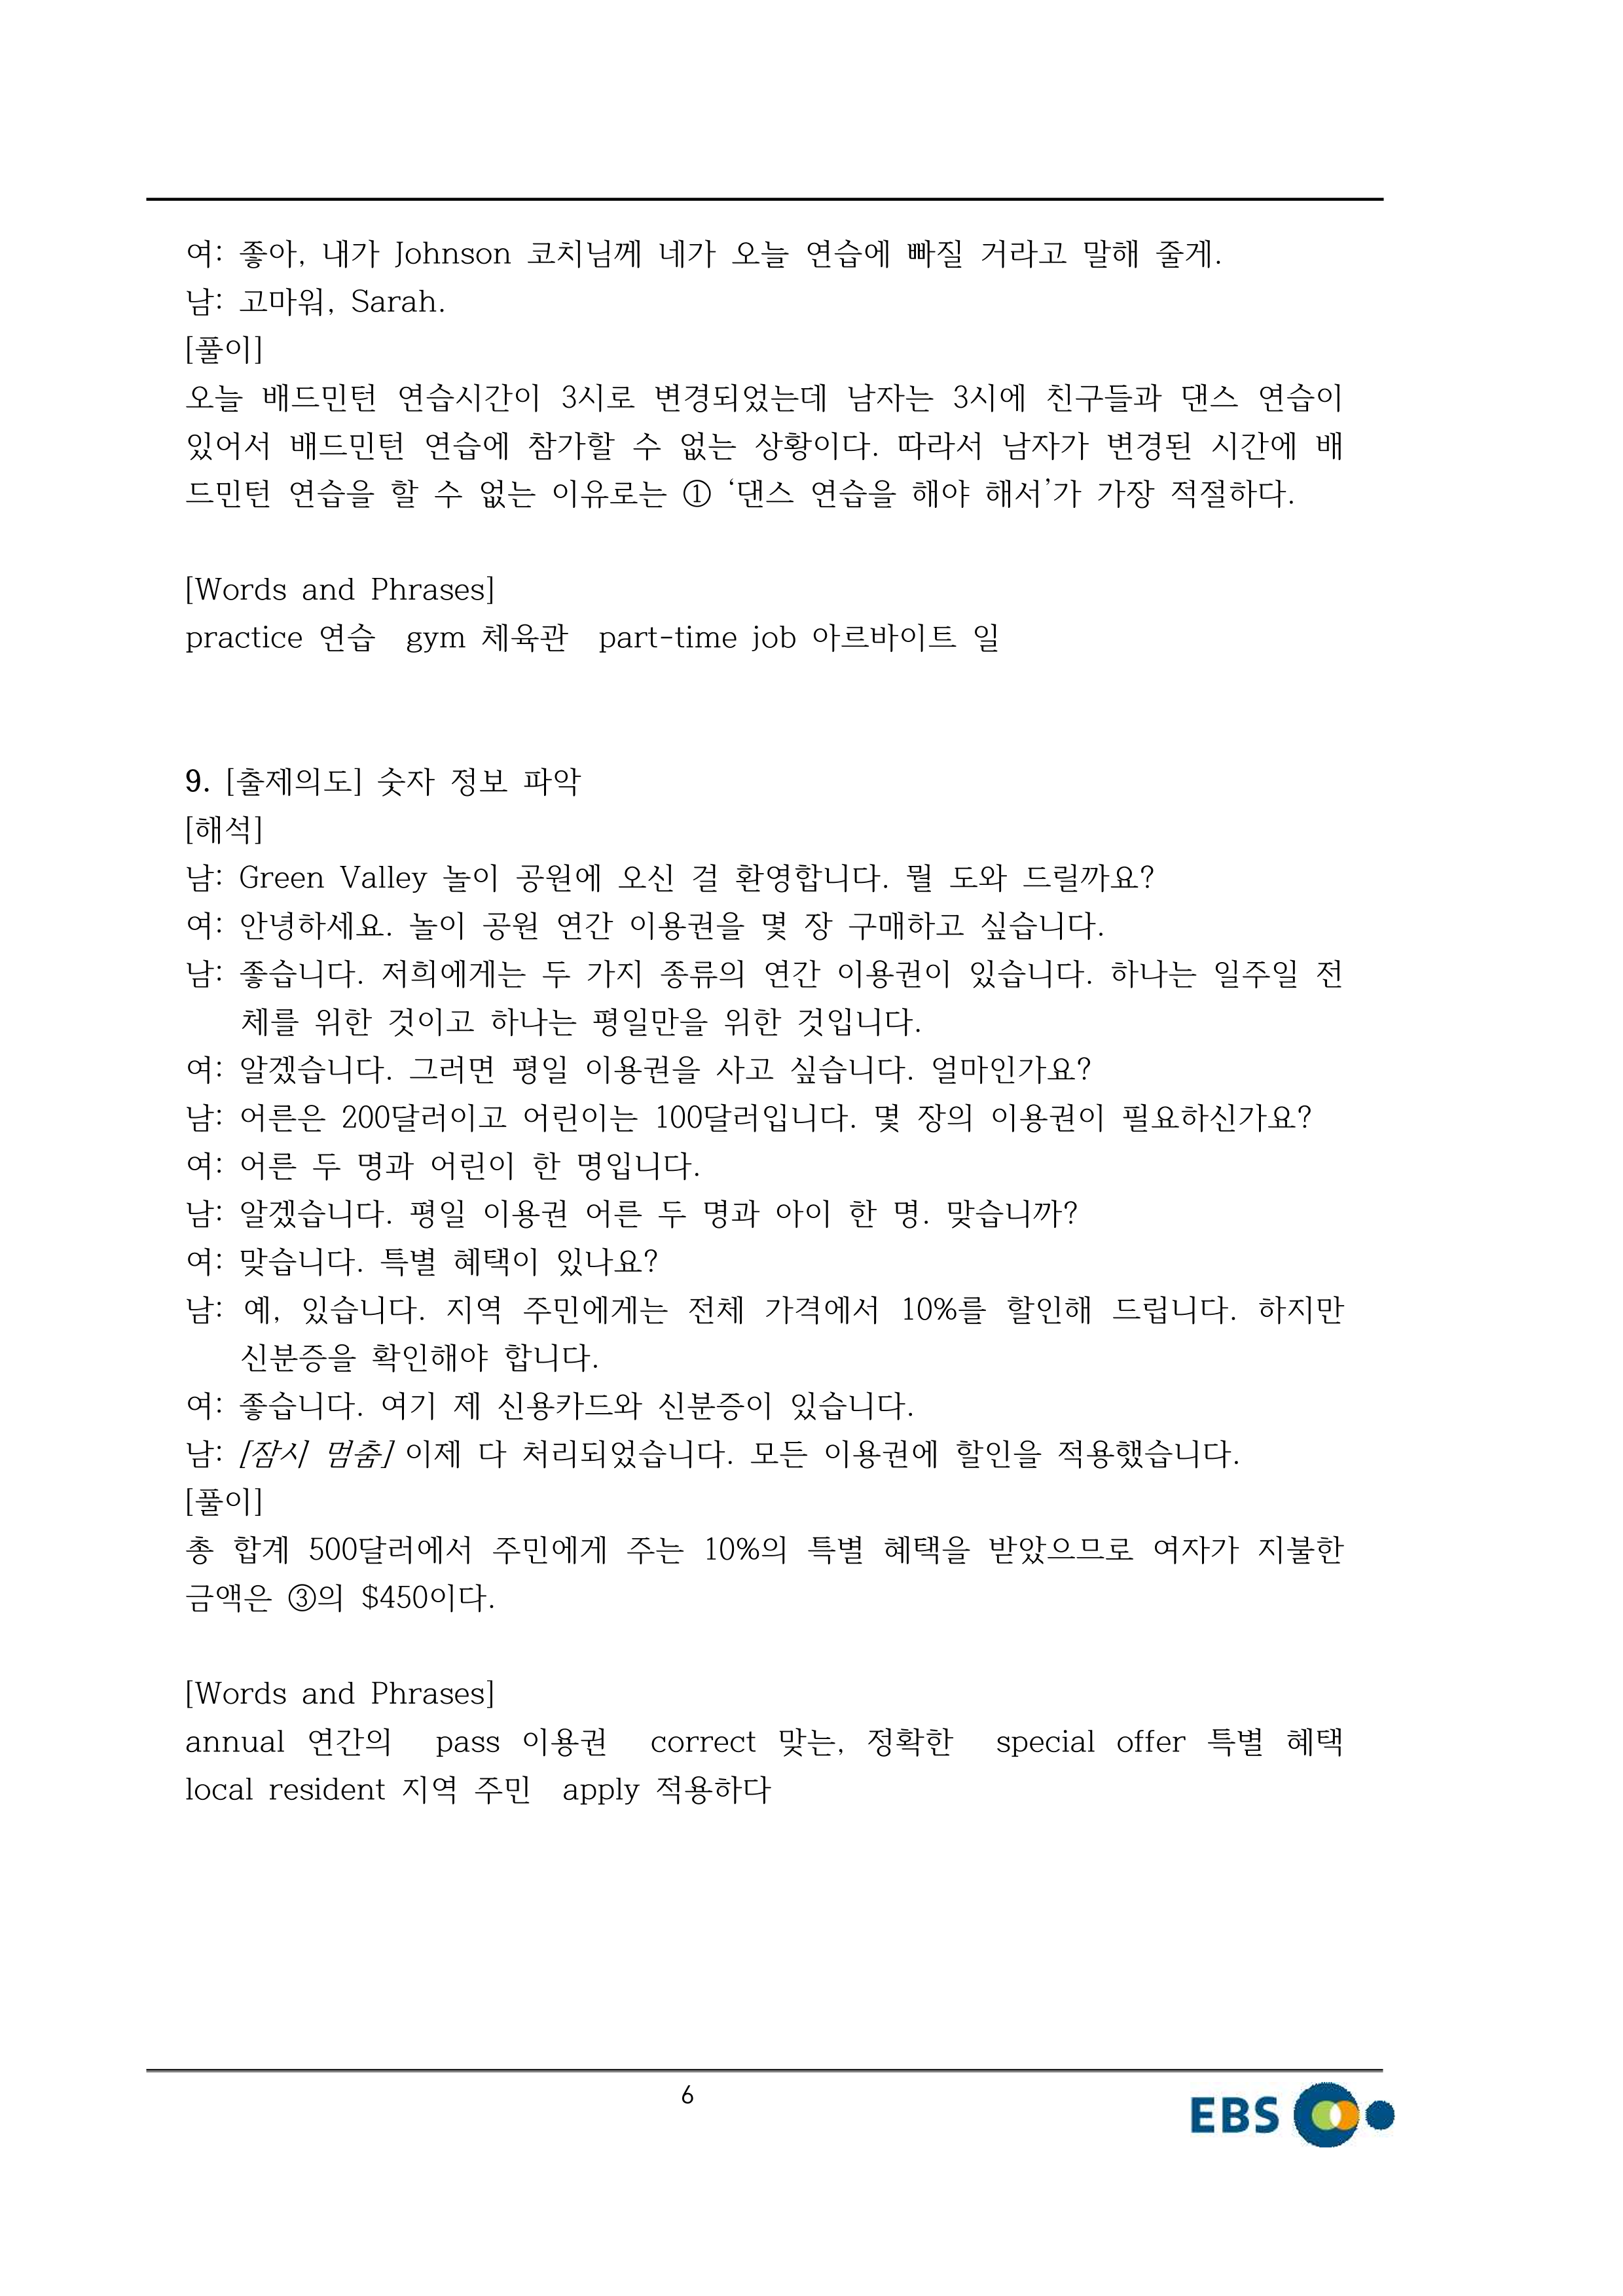 여: 좋아, 내가 Johnson 코치님께 네가 오늘 연습에 빠질 거라고 말해 줄게.
남: 고마워, Sarah.
[풀이]
오늘 배드민턴 연습시간이 3시로 변경되었는데 남자는 3시에 친구들과 댄스 연습이
있어서 배드민턴 연습에 참가할 수 없는 상황이다. 따라서 남자가 변경된 시간에 배
드민턴 연습을 할 수 없는 이유로는 ① ‘댄스 연습을 해야 해서’가 가장 적절하다.
[Words and Phrases]
practice 연습 gym 체육관 part-time job 아르바이트 일
9. [출제의도] 숫자 정보 파악
[해석]
남: Green Valley 놀이 공원에 오신 걸 환영합니다. 뭘 도와 드릴까요?
여: 안녕하세요. 놀이 공원 연간 이용권을 몇 장 구매하고 싶습니다.
남: 좋습니다. 저희에게는 두 가지 종류의 연간 이용권이 있습니다. 하나는 일주일 전
체를 위한 것이고 하나는 평일만을 위한 것입니다.
여: 알겠습니다. 그러면 평일 이용권을 사고 싶습니다. 얼마인가요?
남: 어른은 200달러이고 어린이는 100달러입니다. 몇 장의 이용권이 필요하신가요?
여: 어른 두 명과 어린이 한 명입니다.
남: 알겠습니다. 평일 이용권 어른 두 명과 아이 한 명. 맞습니까?
여: 맞습니다. 특별 혜택이 있나요?
남: 예, 있습니다. 지역 주민에게는 전체 가격에서 10%를 할인해 드립니다. 하지만
신분증을 확인해야 합니다.
여: 좋습니다. 여기 제 신용카드와 신분증이 있습니다.
남: [잠시 멈춤] 이제 다 처리되었습니다. 모든 이용권에 할인을 적용했습니다.
[풀이]
총 합계 500달러에서 주민에게 주는 10%의 특별 혜택을 받았으므로 여자가 지불한
금액은 ③의 $450이다.
[Words and Phrases]
annual 연간의 pass 이용권 correct 맞는, 정확한 special offer 특별 혜택
local resident 지역 주민 apply 적용하다
6
EBS